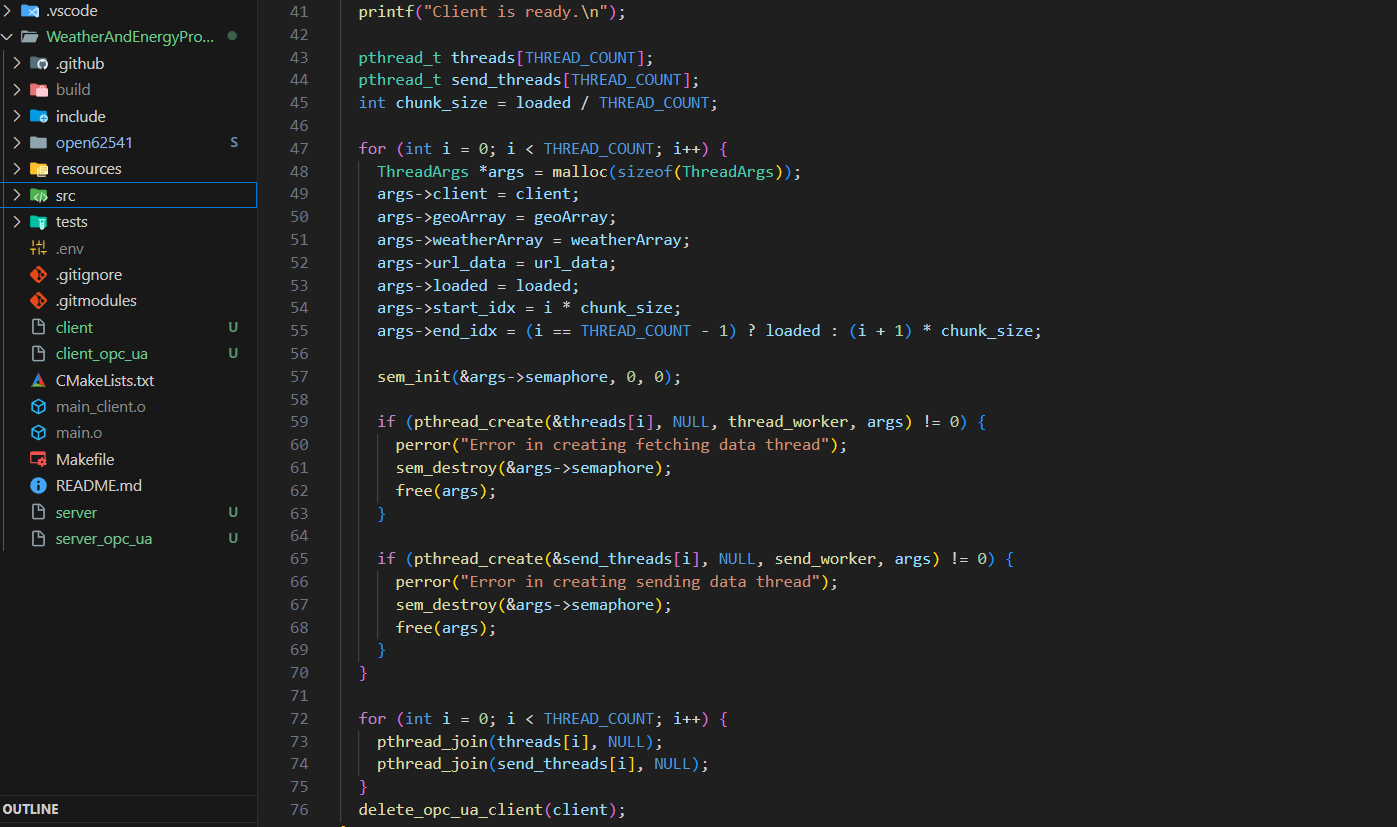 .vscode
WeatherAndEnergyPro...
.github
build
include
open62541 S
resources
src
tests
.env
.gitignore
.gitmodules
client U
client_opc_ua U
CMakeLists.txt
main_client.o
main.o
Makefile
README.md
server U
server_opc_ua U
OUTLINE
41 printf("Client is ready.\n");
42
43 pthread_t threads[THREAD_COUNT];
44 pthread_t send_threads[THREAD_COUNT];
45 int chunk_size = loaded / THREAD_COUNT;
46
47 for (int i = 0; i < THREAD_COUNT; i++) {
48 ThreadArgs *args = malloc(sizeof(ThreadArgs));
49 args->client = client;
50 args->geoArray = geoArray;
51 args->weatherArray = weatherArray;
52 args->url_data = url_data;
53 args->loaded = loaded;
54 args->start_idx = i * chunk_size;
55 args->end_idx = (i == THREAD_COUNT - 1) ? loaded : (i + 1) * chunk_size;
56
57 sem_init(&args->semaphore, 0, 0);
58
59 if (pthread_create(&threads[i], NULL, thread_worker, args) != 0) {
60 perror("Error in creating fetching data thread");
61 sem_destroy(&args->semaphore);
62 free(args);
63 }
64
65 if (pthread_create(&send_threads[i], NULL, send_worker, args) != 0) {
66 perror("Error in creating sending data thread");
67 sem_destroy(&args->semaphore);
68 free(args);
69 }
70 }
71
72 for (int i = 0; i < THREAD_COUNT; i++) {
73 pthread_join(threads[i], NULL);
74 pthread_join(send_threads[i], NULL);
75 }
76 delete_opc_ua_client(client);